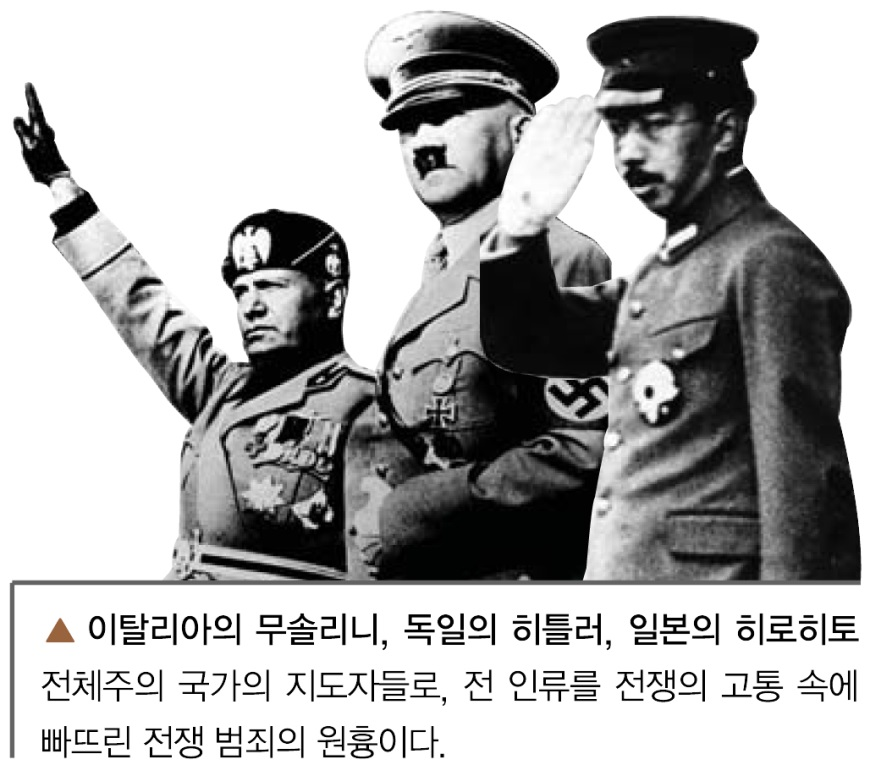 ▲ 이탈리아의 무솔리니, 독일의 히틀러, 일본의 히로히토
전체주의 국가의 지도자들로, 전 인류를 전쟁의 고통 속에
빠뜨린 전쟁 범죄의 원흉이다.